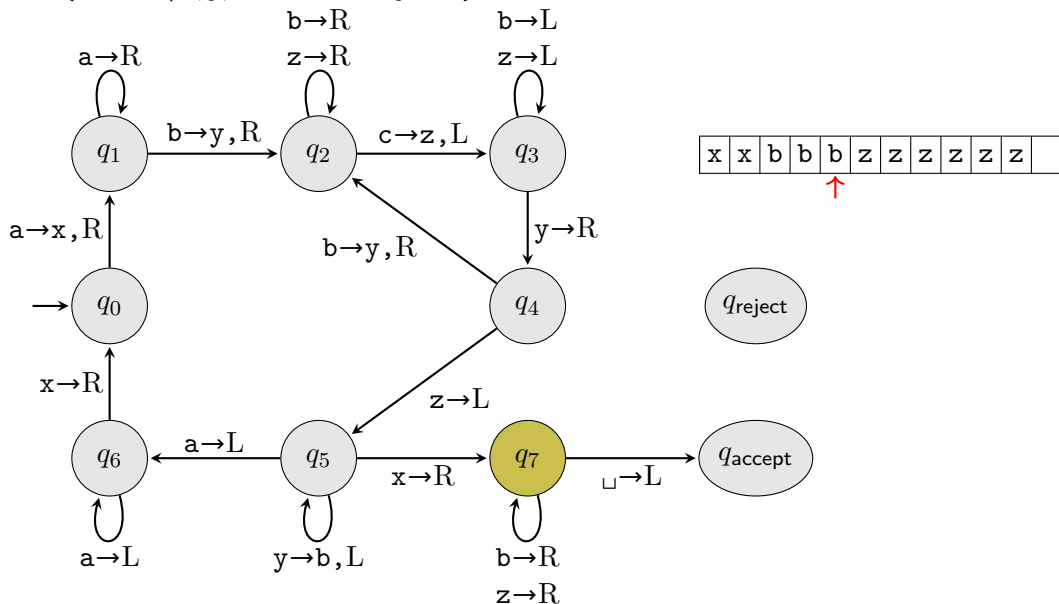 b→R
z→R
b→L
z→L
a→R
q1
b→y,R
q2
c→z,L
q3
x x b b b z z z z z z
a→x,R
b→y,R
y→R
q0
q4
qreject
x→R
z→L
q6
a→L
q5
x→R
q7
␣→L
qaccept
a→L
y→b,L
b→R
z→R